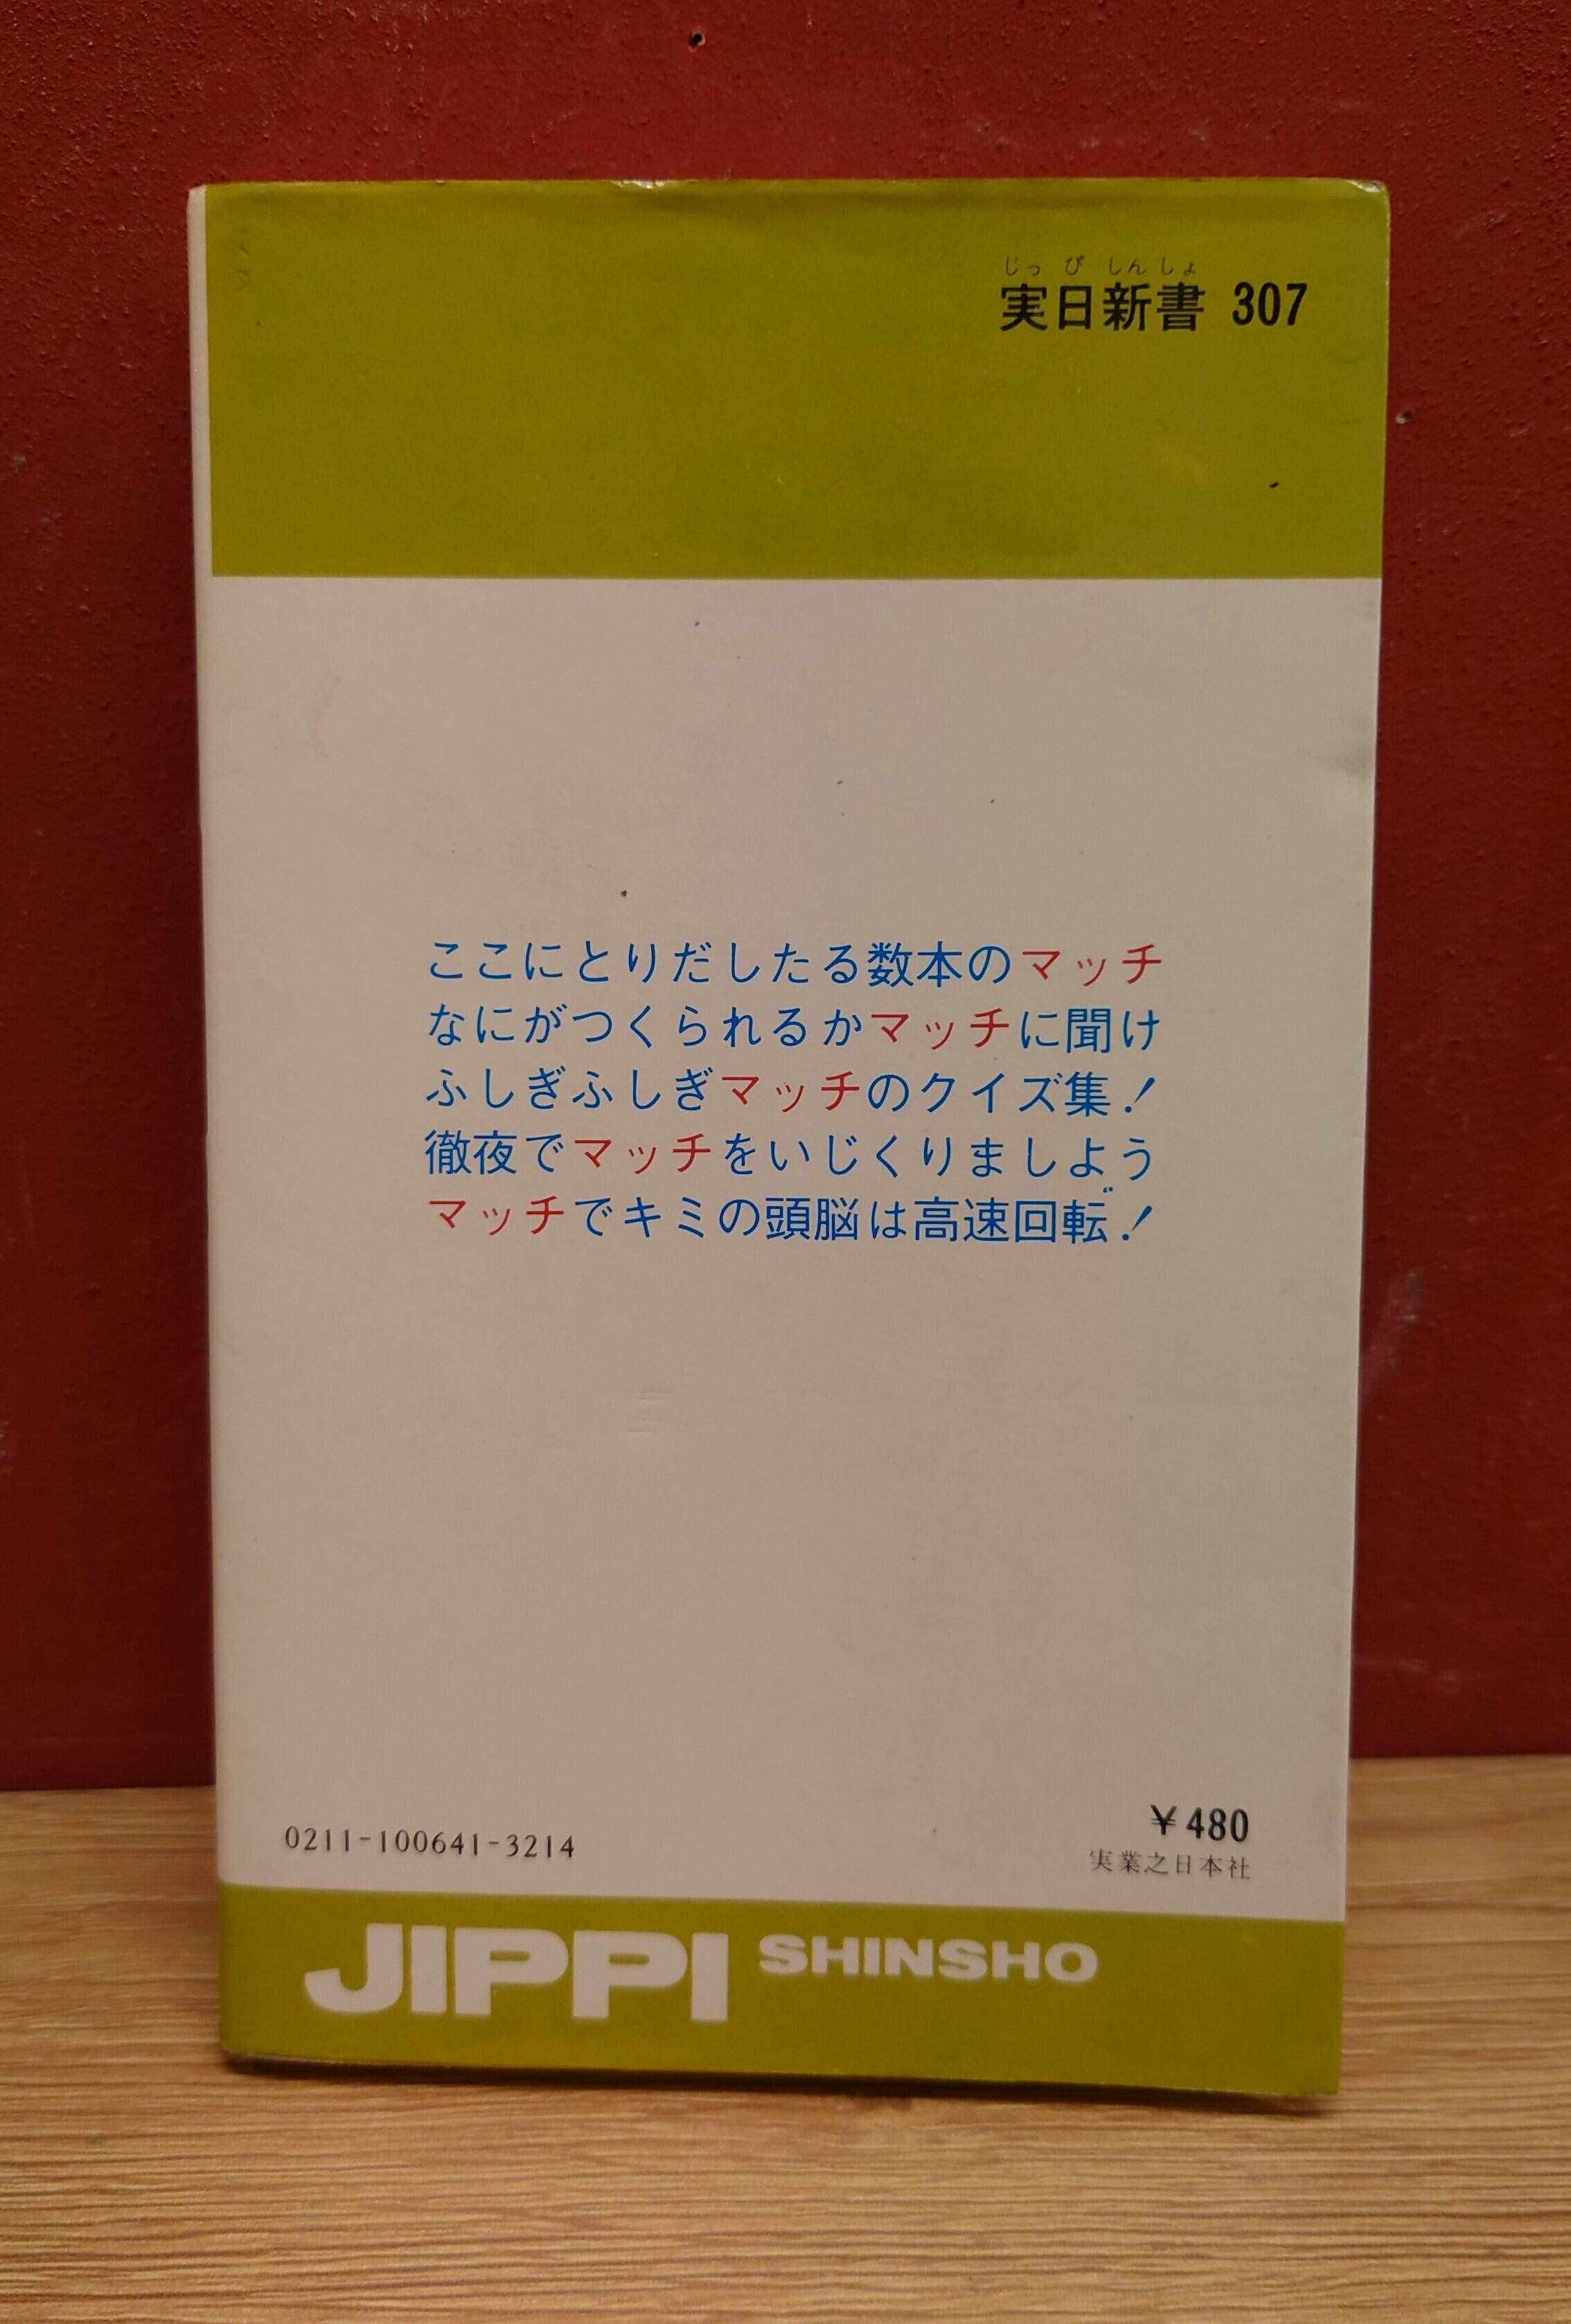 じっぴしんしょ
実日新書 307
ここにとりだしたる数本のマッチ
なにがつくられるかマッチに聞け
ふしぎふしぎマッチのクイズ集!
徹夜でマッチをいじくりましよう
マッチでキミの頭脳は高速回転!
¥480
0211-100641-3214
実業之日本社
JIPPI SHINSHO